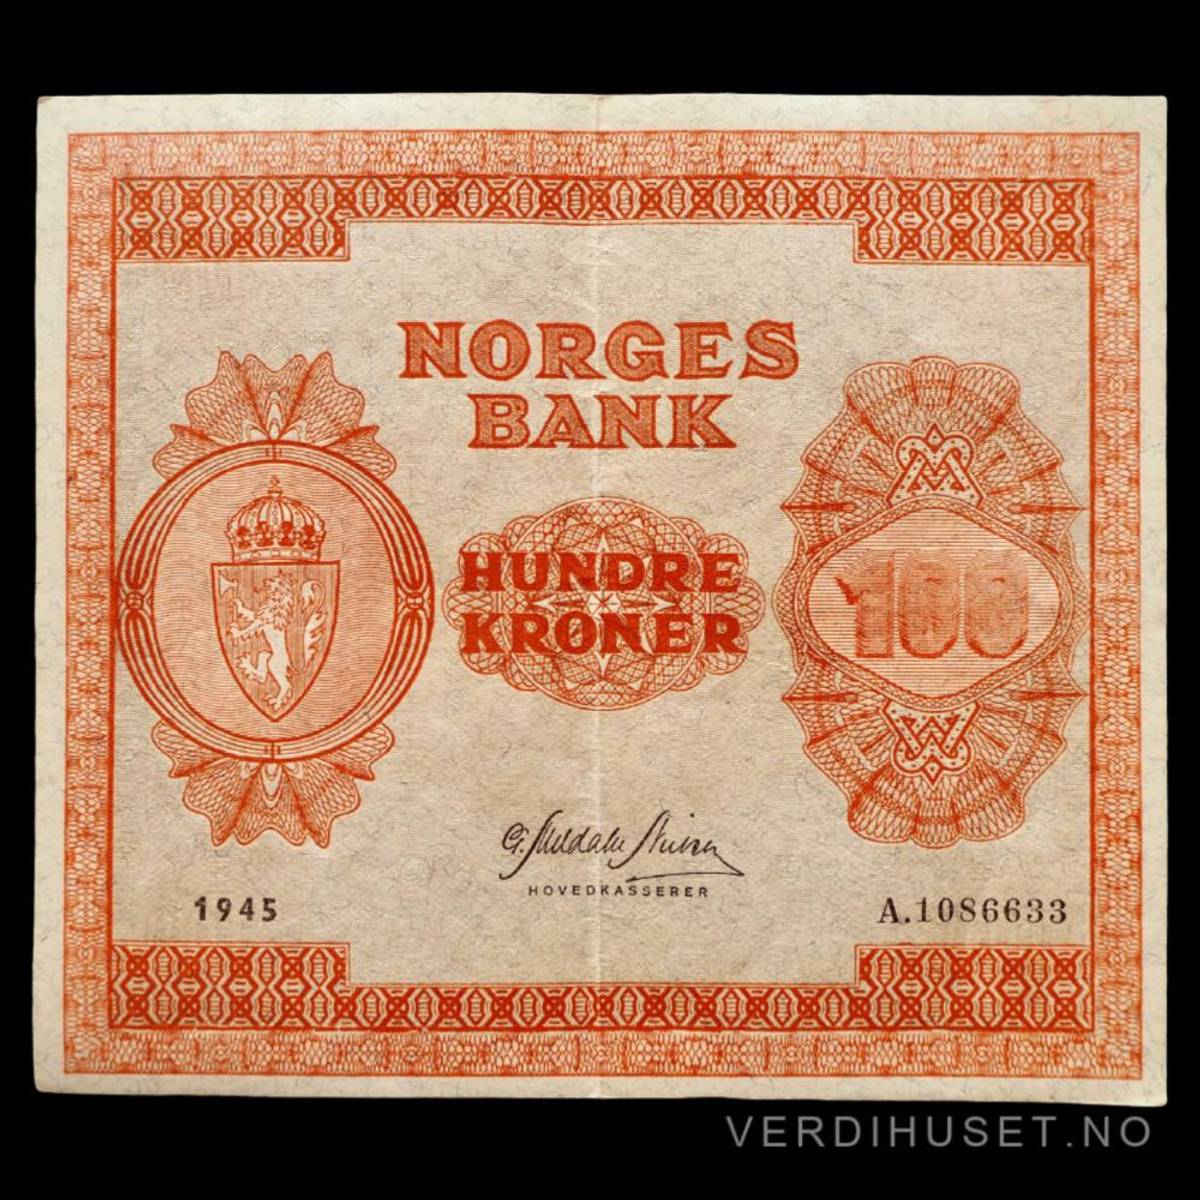 NORGES
BANK
HUNDRE
KRONER
100
HOVEDKASSERER
1945
A.1086633
VERDIHUSET.NO